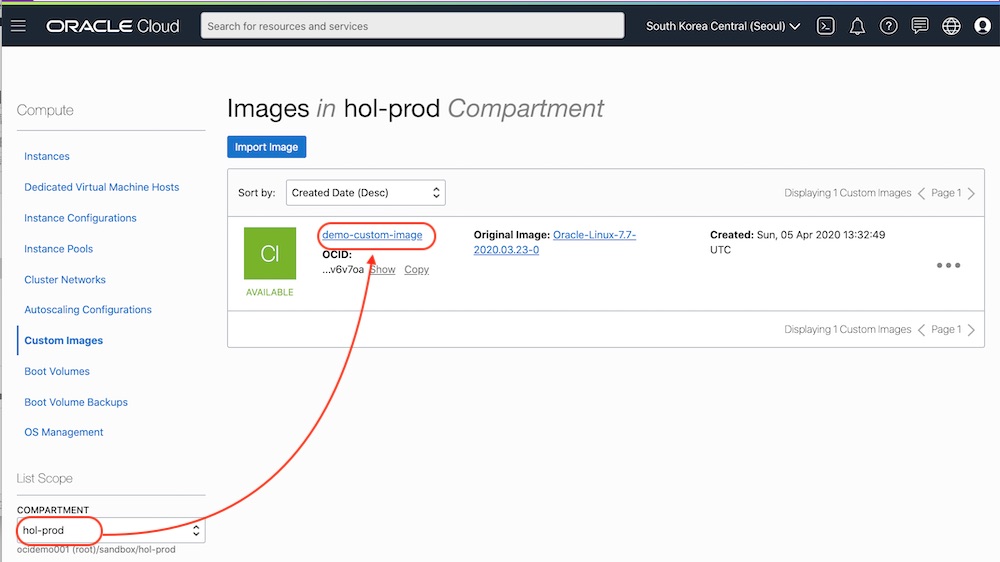 ORACLE Cloud
Search for resources and services
South Korea Central (Seoul)
Compute
Instances
Dedicated Virtual Machine Hosts
Instance Configurations
Instance Pools
Cluster Networks
Autoscaling Configurations
Custom Images
Boot Volumes
Boot Volume Backups
OS Management
List Scope
COMPARTMENT
hol-prod
ocidemo001 (root)/sandbox/hol-prod
Images in hol-prod Compartment
Import Image
Sort by: Created Date (Desc)
Displaying 1 Custom Images Page 1
CI
AVAILABLE
demo-custom-image
OCID:
...v6v7oa Show Copy
Original Image: Oracle-Linux-7.7-
2020.03.23-0
Created: Sun, 05 Apr 2020 13:32:49
UTC
Displaying 1 Custom Images Page 1